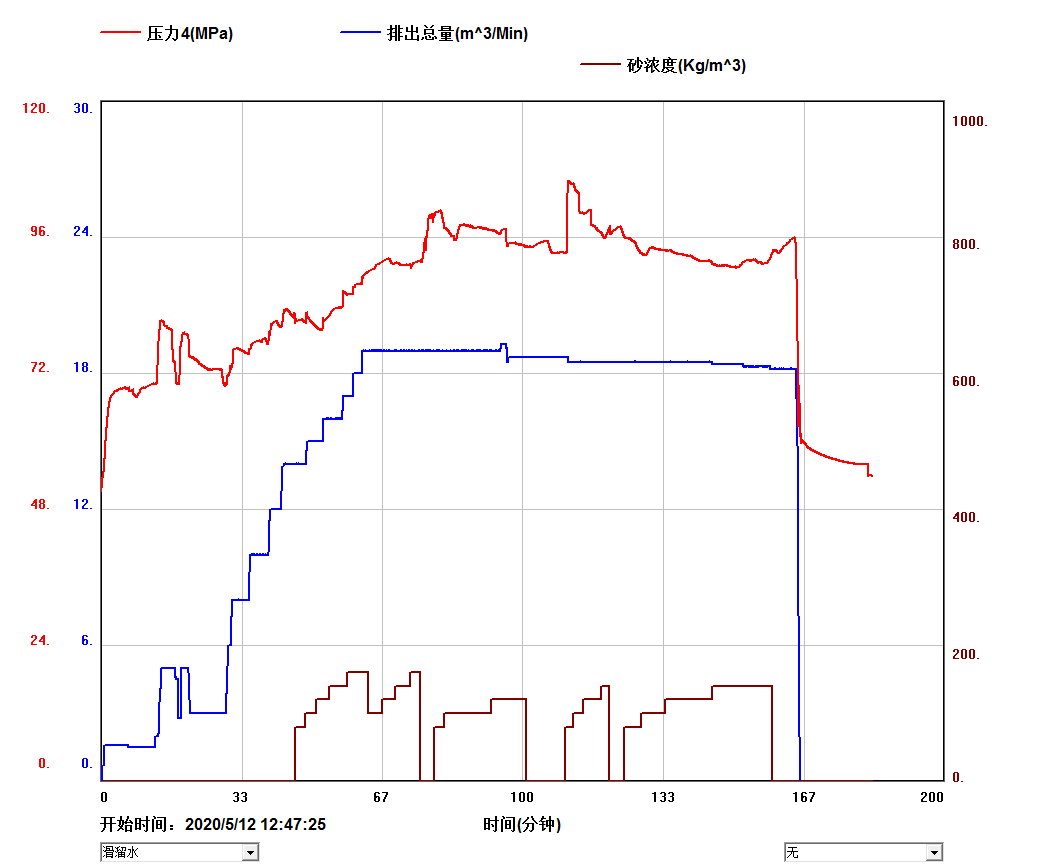 压力4(MPa) 排出总量(m^3/Min)
砂浓度(Kg/m^3)
120. 30. 1000.
96. 24. 800.
72. 18. 600.
48. 12. 400.
24. 6. 200.
0. 0. 0.
0 33 67 100 133 167 200
开始时间：2020/5/12 12:47:25 时间(分钟)
滑溜水 无